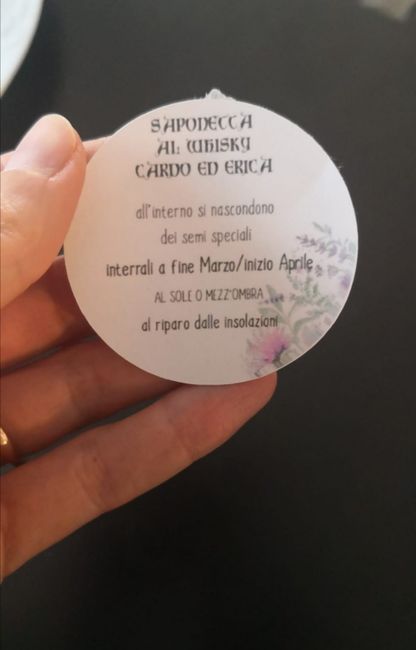 SAPONETTA
AL WHISKY
CARDO ED ERICA
all'interno si nascondono
dei semi speciali
interrali a fine Marzo/inizio Aprile
AL SOLE O MEZZ'OMBRA
al riparo dalle insolazioni